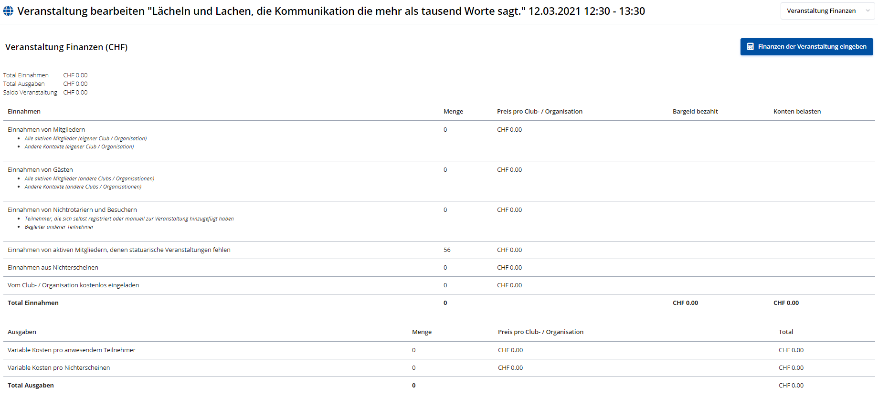 Veranstaltung bearbeiten "Lächeln und Lachen, die Kommunikation die mehr als tausend Worte sagt." 12.03.2021 12:30 - 13:30
Veranstaltung Finanzen
Veranstaltung Finanzen (CHF)
Finanzen der Veranstaltung eingeben
Total Einnahmen CHF 0.00
Total Ausgaben CHF 0.00
Saldo Veranstaltung CHF 0.00
Einnahmen Menge Preis pro Club- / Organisation Bargeld bezahlt Konten belasten
Einnahmen von Mitgliedern 0 CHF 0.00
Alle aktiven Mitglieder (eigener Club / Organisation)
Andere Kontakte (eigener Club / Organisation)
Einnahmen von Gästen 0 CHF 0.00
Alle aktiven Mitglieder (andere Clubs / Organisationen)
Andere Kontakte (andere Clubs / Organisationen)
Einnahmen von Nichtrotariern und Besuchern 0 CHF 0.00
Teilnehmer, die sich selbst registriert oder manuell zur Veranstaltung hinzugefügt haben
Begleiter anderer Teilnehmer
Einnahmen von aktiven Mitgliedern, denen statuarische Veranstaltungen fehlen 56 CHF 0.00
Einnahmen aus Nichterscheinen 0 CHF 0.00
Vom Club- / Organisation kostenlos eingeladen 0 CHF 0.00
Total Einnahmen 0 CHF 0.00 CHF 0.00
Ausgaben Menge Preis pro Club- / Organisation Total
Variable Kosten pro anwesendem Teilnehmer 0 CHF 0.00 CHF 0.00
Variable Kosten pro Nichterscheinen 0 CHF 0.00 CHF 0.00
Total Ausgaben 0 CHF 0.00